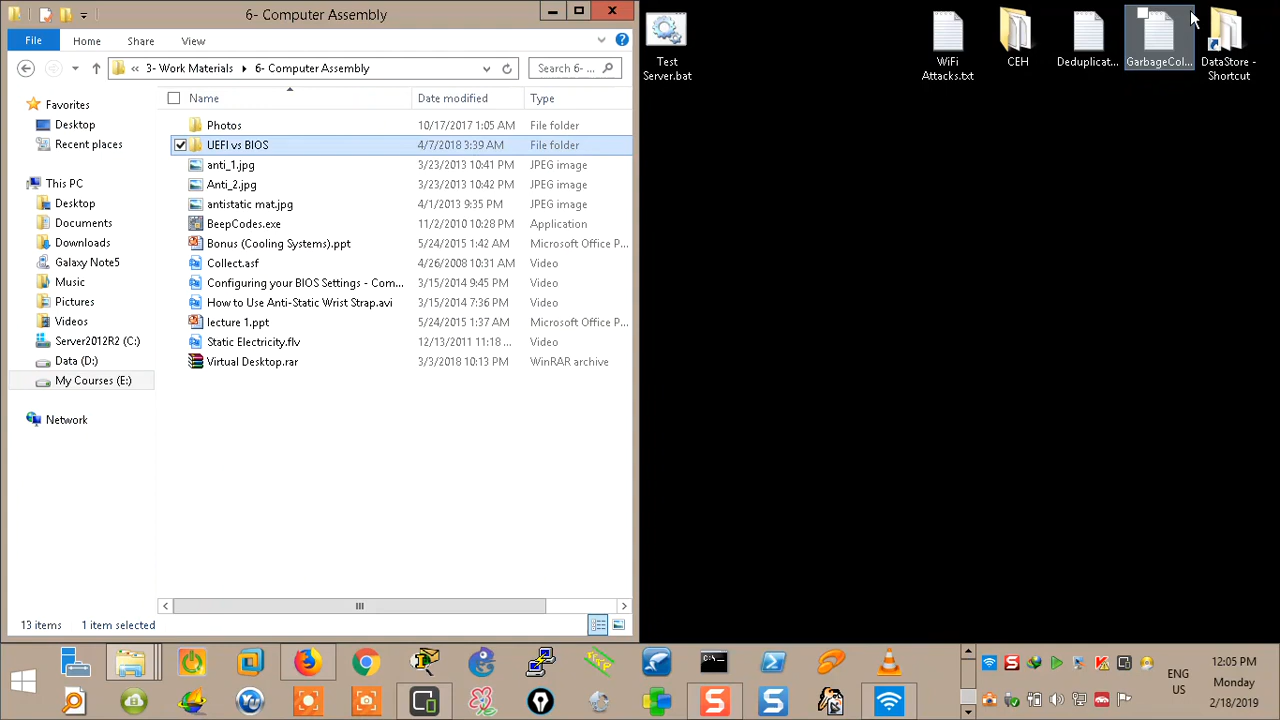 6- Computer Assembly
File Home Share View
« 3- Work Materials 6- Computer Assembly Search 6- ...
Name Date modified Type
Favorites
Desktop
Recent places
This PC
Desktop
Documents
Downloads
Galaxy Note5
Music
Pictures
Videos
Server2012R2 (C:)
Data (D:)
My Courses (E:)
Network
Photos 10/17/2017 1:05 AM File folder
UEFI vs BIOS 4/7/2018 3:39 AM File folder
anti_1.jpg 3/23/2013 10:41 PM JPEG image
Anti_2.jpg 3/23/2013 10:42 PM JPEG image
antistatic mat.jpg 4/1/2013 9:35 PM JPEG image
BeepCodes.exe 11/2/2010 10:28 PM Application
Bonus (Cooling Systems).ppt 5/24/2015 1:42 AM Microsoft Office P...
Collect.asf 4/26/2008 10:31 AM Video
Configuring your BIOS Settings - Com... 3/15/2014 9:45 PM Video
How to Use Anti-Static Wrist Strap.avi 3/15/2014 7:36 PM Video
lecture 1.ppt 5/24/2015 1:37 AM Microsoft Office P...
Static Electricity.flv 12/13/2011 11:18 ... Video
Virtual Desktop.rar 3/3/2018 10:13 PM WinRAR archive
13 items 1 item selected
Test
Server.bat
WiFi
Attacks.txt
CEH
Deduplicat...
GarbageCol...
DataStore -
Shortcut
ENG
US
12:05 PM
Monday
2/18/2019